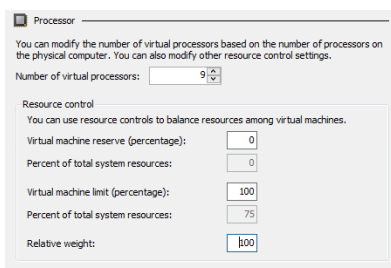 Processor
You can modify the number of virtual processors based on the number of processors on
the physical computer. You can also modify other resource control settings.
Number of virtual processors: 9
Resource control
You can use resource controls to balance resources among virtual machines.
Virtual machine reserve (percentage): 0
Percent of total system resources: 0
Virtual machine limit (percentage): 100
Percent of total system resources: 75
Relative weight: 100